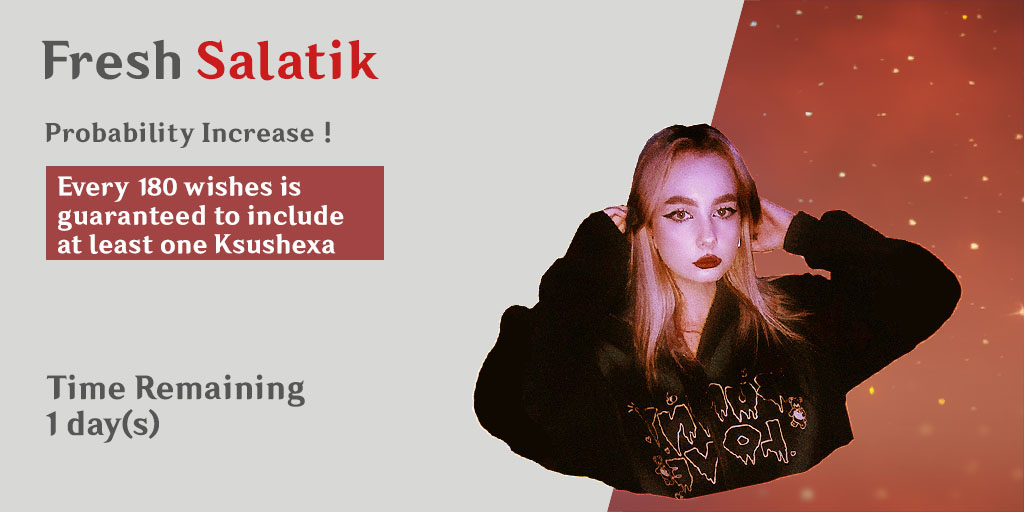 Fresh Salatik
Probability Increase !
Every 180 wishes is
guaranteed to include
at least one Ksushexa
Time Remaining
1 day(s)